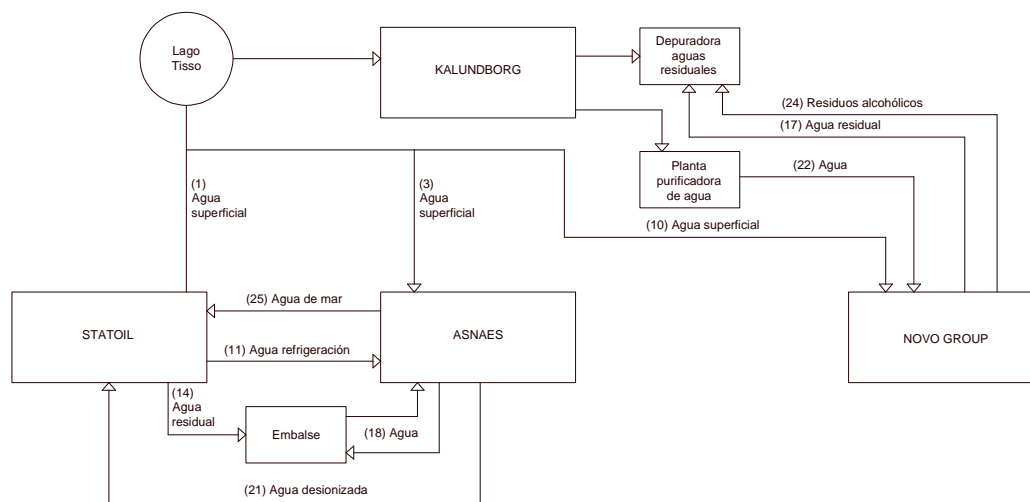 Lago
Tisso
KALUNDBORG
Depuradora
aguas
residuales
(24) Residuos alcohólicos
(17) Agua residual
(1)
Agua
superficial
(3)
Agua
superficial
Planta
purificadora
de agua
(22) Agua
(10) Agua superficial
STATOIL
(25) Agua de mar
ASNAES
(11) Agua refrigeración
NOVO GROUP
(14)
Agua
residual
Embalse
(18) Agua
(21) Agua desionizada